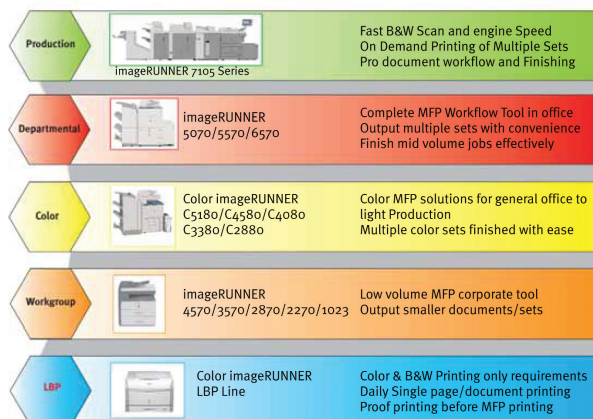 Production
imageRUNNER 7105 Series
Fast B&W Scan and engine Speed
On Demand Printing of Multiple Sets
Pro document workflow and Finishing
Departmental
imageRUNNER
5070/5570/6570
Complete MFP Workflow Tool in office
Output multiple sets with convenience
Finish mid volume jobs effectively
Color
Color imageRUNNER
C5180/C4580/C4080
C3380/C2880
Color MFP solutions for general office to
light Production
Multiple color sets finished with ease
Workgroup
imageRUNNER
4570/3570/2870/2270/1023
Low volume MFP corporate tool
Output smaller documents/sets
LBP
Color imageRUNNER
LBP Line
Color & B&W Printing only requirements
Daily Single page/document printing
Proof printing before MFP printing